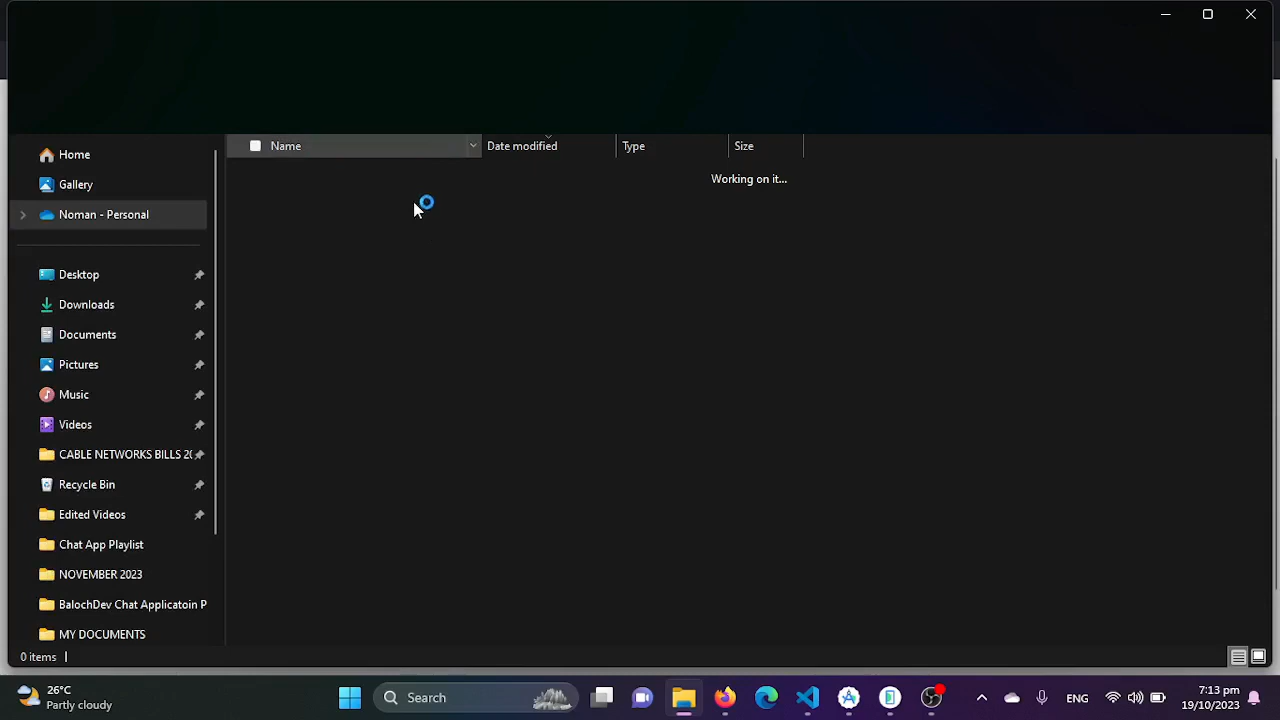 Name
Date modified
Type
Size
Working on it...
Home
Gallery
Noman - Personal
Desktop
Downloads
Documents
Pictures
Music
Videos
CABLE NETWORKS BILLS 20
Recycle Bin
Edited Videos
Chat App Playlist
NOVEMBER 2023
BalochDev Chat Applicatoin P
MY DOCUMENTS
0 items
26°C
Partly cloudy
Search
ENG
7:13 pm
19/10/2023